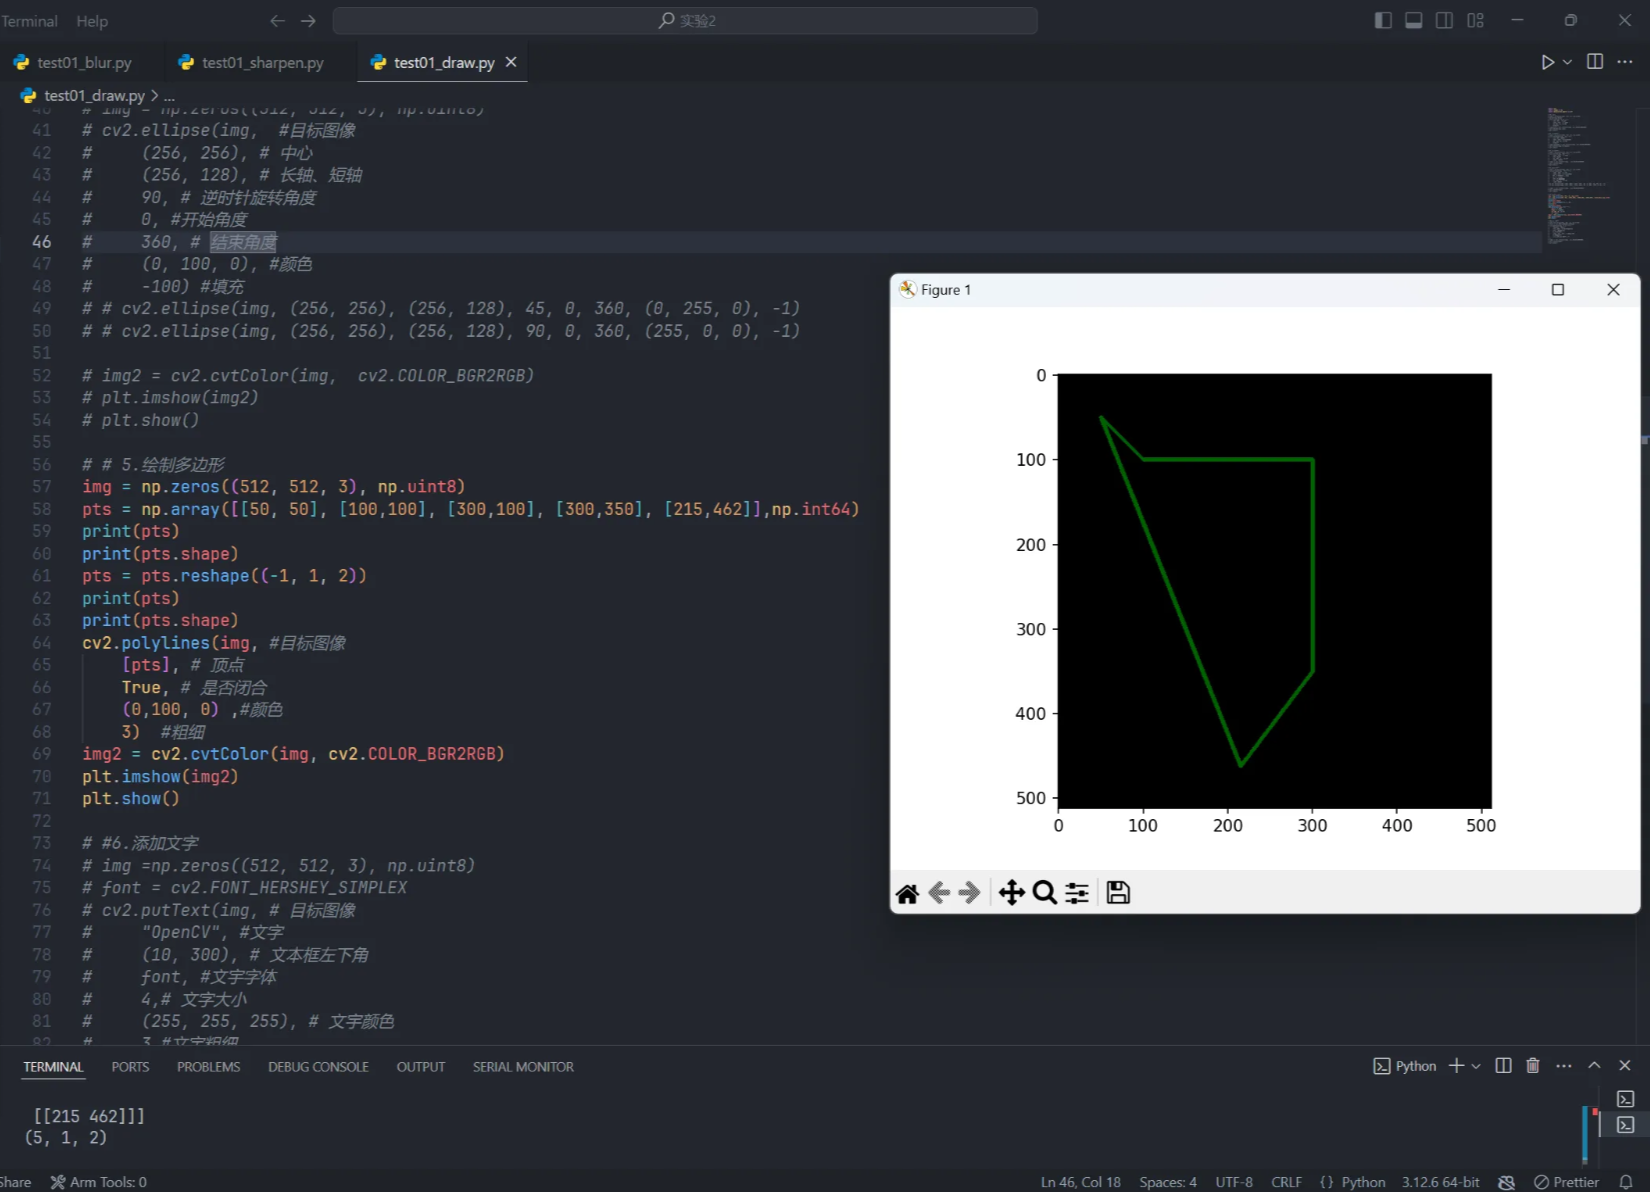 Terminal Help 实验2
test01_blur.py test01_sharpen.py test01_draw.py
test01_draw.py > ...
40 # img = np.zeros((512, 512, 3), np.uint8)
41 # cv2.ellipse(img,  #目标图像
42 #     (256, 256), # 中心
43 #     (256, 128), # 长轴、短轴
44 #     90, # 逆时针旋转角度
45 #     0, #开始角度
46 #     360, # 结束角度
47 #     (0, 100, 0), #颜色
48 #     -100) #填充
49 # # cv2.ellipse(img, (256, 256), (256, 128), 45, 0, 360, (0, 255, 0), -1)
50 # # cv2.ellipse(img, (256, 256), (256, 128), 90, 0, 360, (255, 0, 0), -1)
51
52 # img2 = cv2.cvtColor(img,  cv2.COLOR_BGR2RGB)
53 # plt.imshow(img2)
54 # plt.show()
55
56 # # 5.绘制多边形
57 img = np.zeros((512, 512, 3), np.uint8)
58 pts = np.array([[50, 50], [100,100], [300,100], [300,350], [215,462]],np.int64)
59 print(pts)
60 print(pts.shape)
61 pts = pts.reshape((-1, 1, 2))
62 print(pts)
63 print(pts.shape)
64 cv2.polylines(img, #目标图像
65     [pts], # 顶点
66     True, # 是否闭合
67     (0,100, 0) ,#颜色
68     3)  #粗细
69 img2 = cv2.cvtColor(img, cv2.COLOR_BGR2RGB)
70 plt.imshow(img2)
71 plt.show()
72
73 # #6.添加文字
74 # img =np.zeros((512, 512, 3), np.uint8)
75 # font = cv2.FONT_HERSHEY_SIMPLEX
76 # cv2.putText(img, # 目标图像
77 #     "OpenCV", #文字
78 #     (10, 300), # 文本框左下角
79 #     font, #文字字体
80 #     4,# 文字大小
81 #     (255, 255, 255), # 文字颜色
82 #     3 #文字粗细
Figure 1
0
100
200
300
400
500
0 100 200 300 400 500
TERMINAL PORTS PROBLEMS DEBUG CONSOLE OUTPUT SERIAL MONITOR Python
[[215 462]]]
(5, 1, 2)
Share Arm Tools: 0 Ln 46, Col 18 Spaces: 4 UTF-8 CRLF {} Python 3.12.6 64-bit Prettier